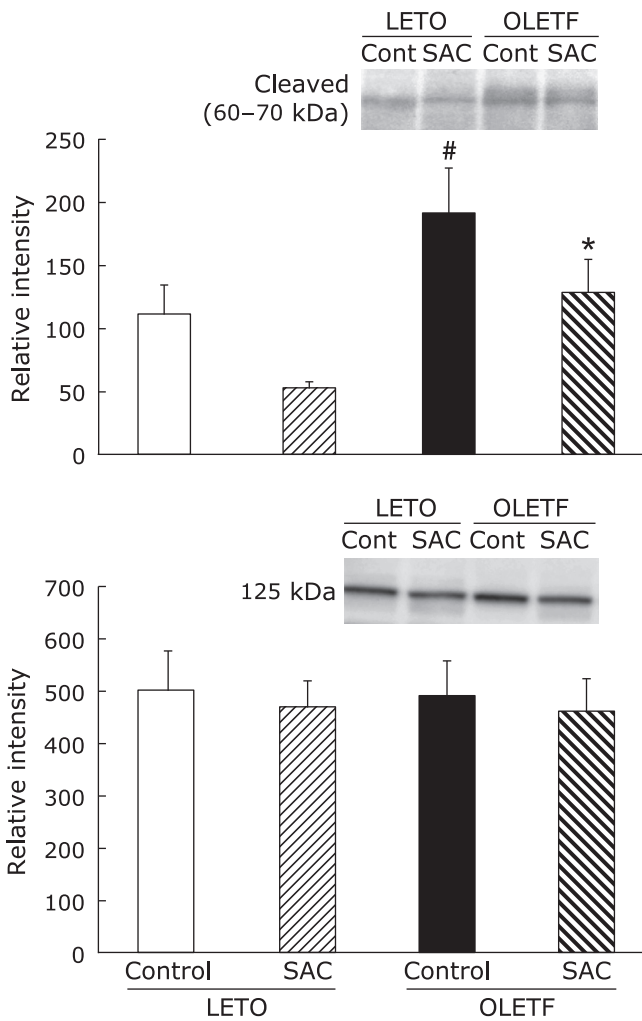 LETO OLETF
Cont SAC Cont SAC
Cleaved
(60–70 kDa)
250
#
200
*
150
100
50
0
Relative intensity
LETO OLETF
Cont SAC Cont SAC
125 kDa
700
600
500
400
300
200
100
0
Relative intensity
Control SAC Control SAC
LETO OLETF